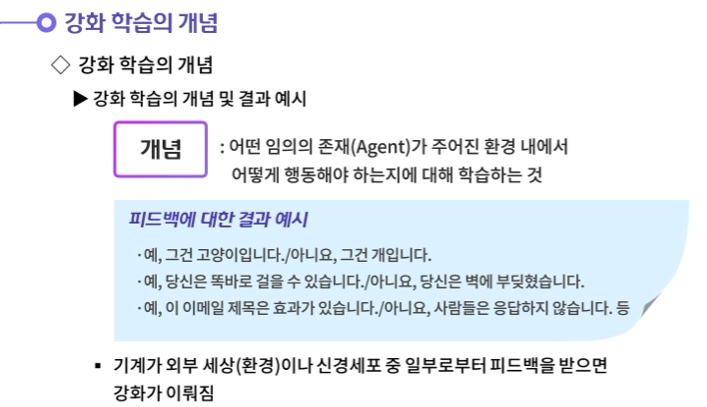 강화 학습의 개념
◇ 강화 학습의 개념
▶ 강화 학습의 개념 및 결과 예시
개념 : 어떤 임의의 존재(Agent)가 주어진 환경 내에서
어떻게 행동해야 하는지에 대해 학습하는 것
피드백에 대한 결과 예시
·예, 그건 고양이입니다./아니요, 그건 개입니다.
·예, 당신은 똑바로 걸을 수 있습니다./아니요, 당신은 벽에 부딪혔습니다.
·예, 이 이메일 제목은 효과가 있습니다./아니요, 사람들은 응답하지 않습니다. 등
▪ 기계가 외부 세상(환경)이나 신경세포 중 일부로부터 피드백을 받으면
강화가 이뤄짐